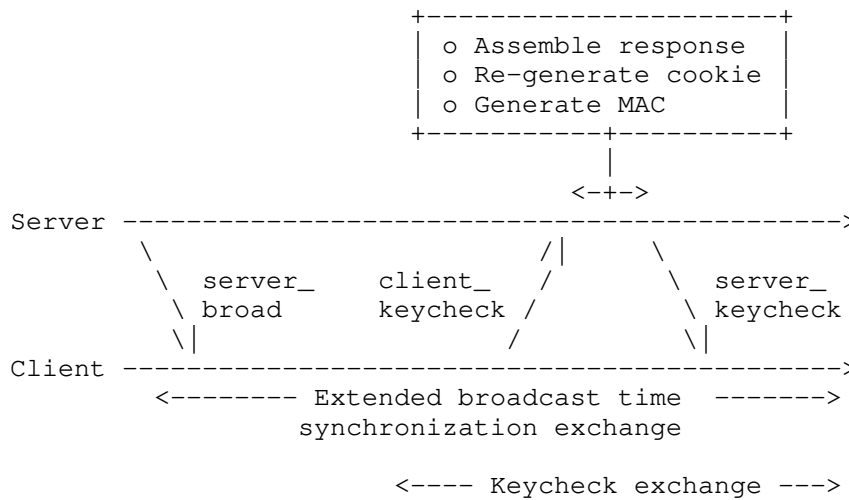 o Assemble response
o Re-generate cookie
o Generate MAC
Server
server_ client_ server_
broad keycheck keycheck
Client
Extended broadcast time
synchronization exchange
Keycheck exchange